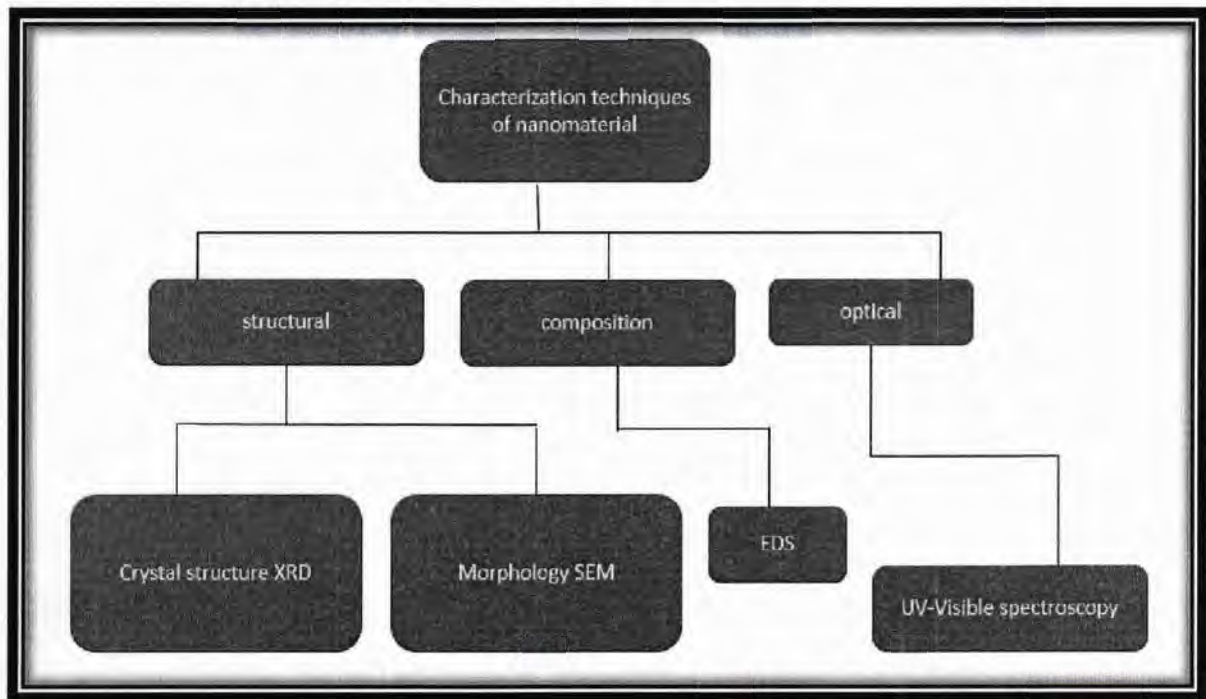 Characterization techniques
of nanomaterial
structural
composition
optical
Crystal structure XRD
Morphology SEM
EDS
UV-Visible spectroscopy